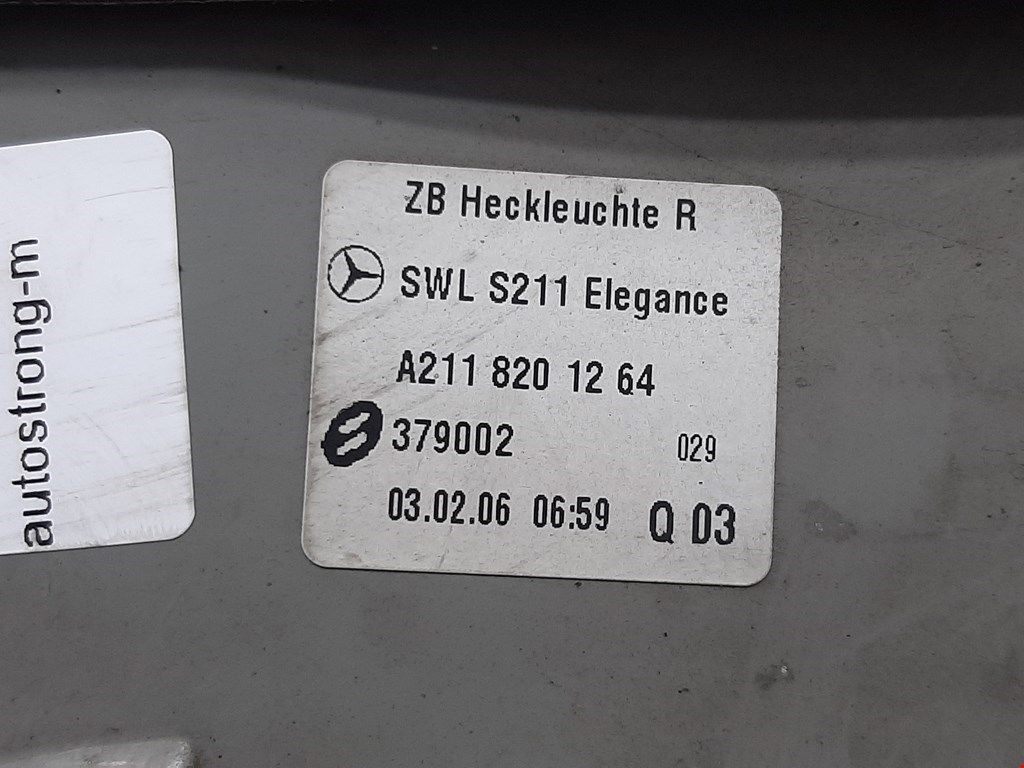 autostrong-m
ZB Heckleuchte R
SWL S211 Elegance
A211 820 12 64
S 379002 029
03.02.06 06:59 Q 03